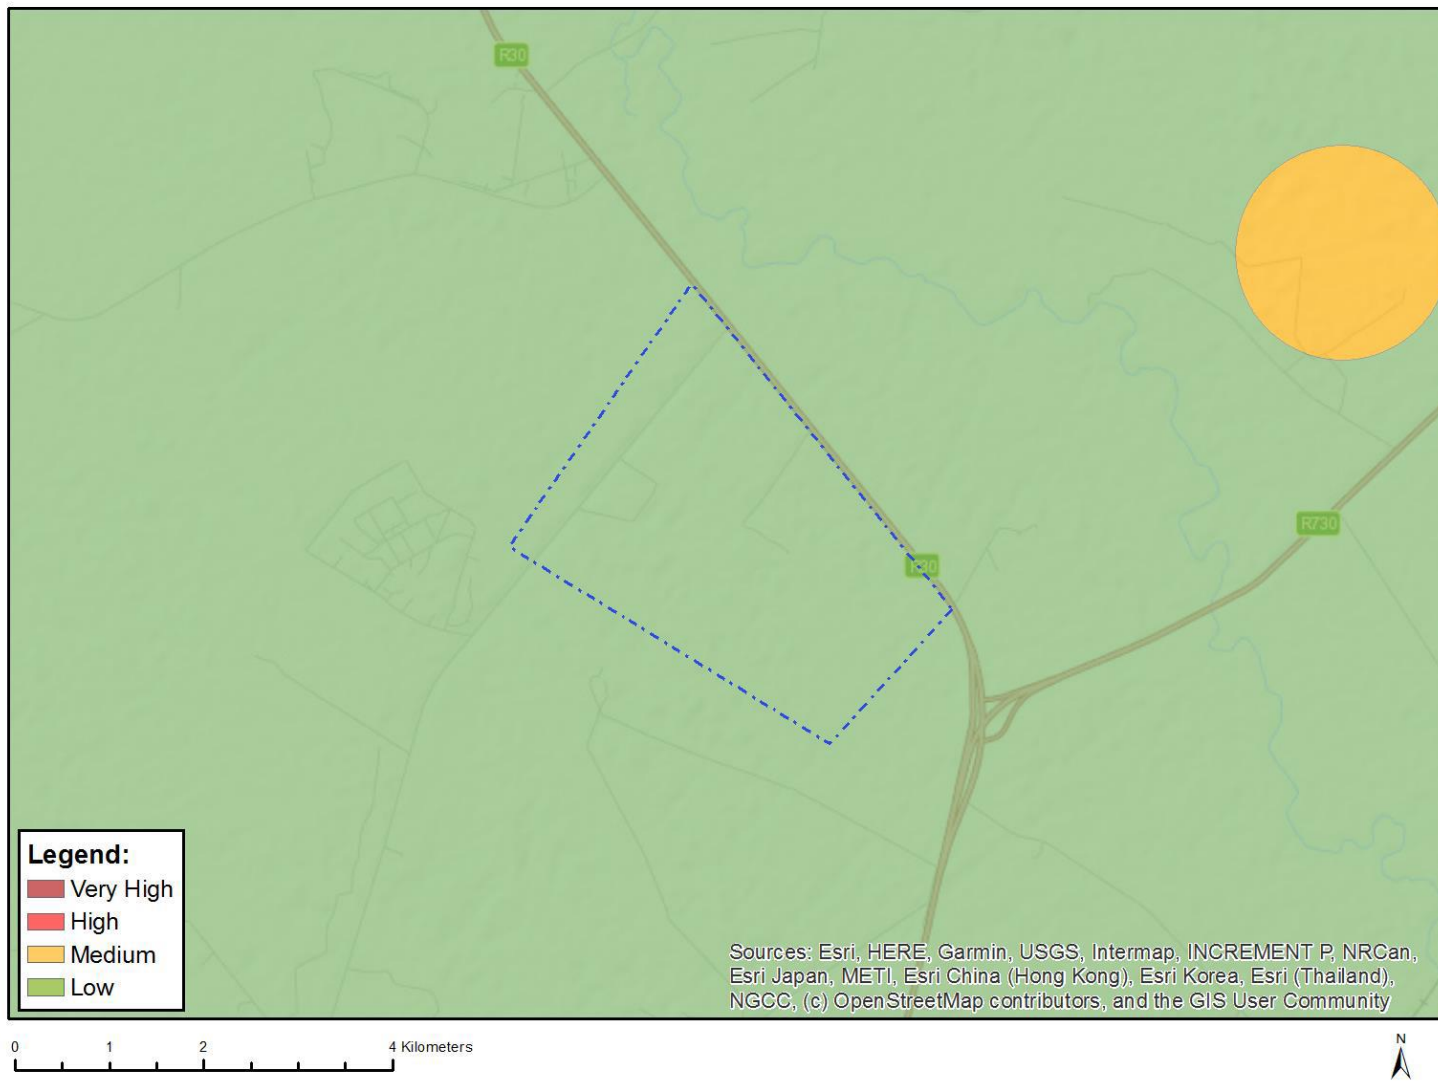 R30
R730
R30
Legend:
Very High
High
Medium
Low
Sources: Esri, HERE, Garmin, USGS, Intermap, INCREMENT P, NRCan,
Esri Japan, METI, Esri China (Hong Kong), Esri Korea, Esri (Thailand),
NGCC, (c) OpenStreetMap contributors, and the GIS User Community
0 1 2 4 Kilometers
N